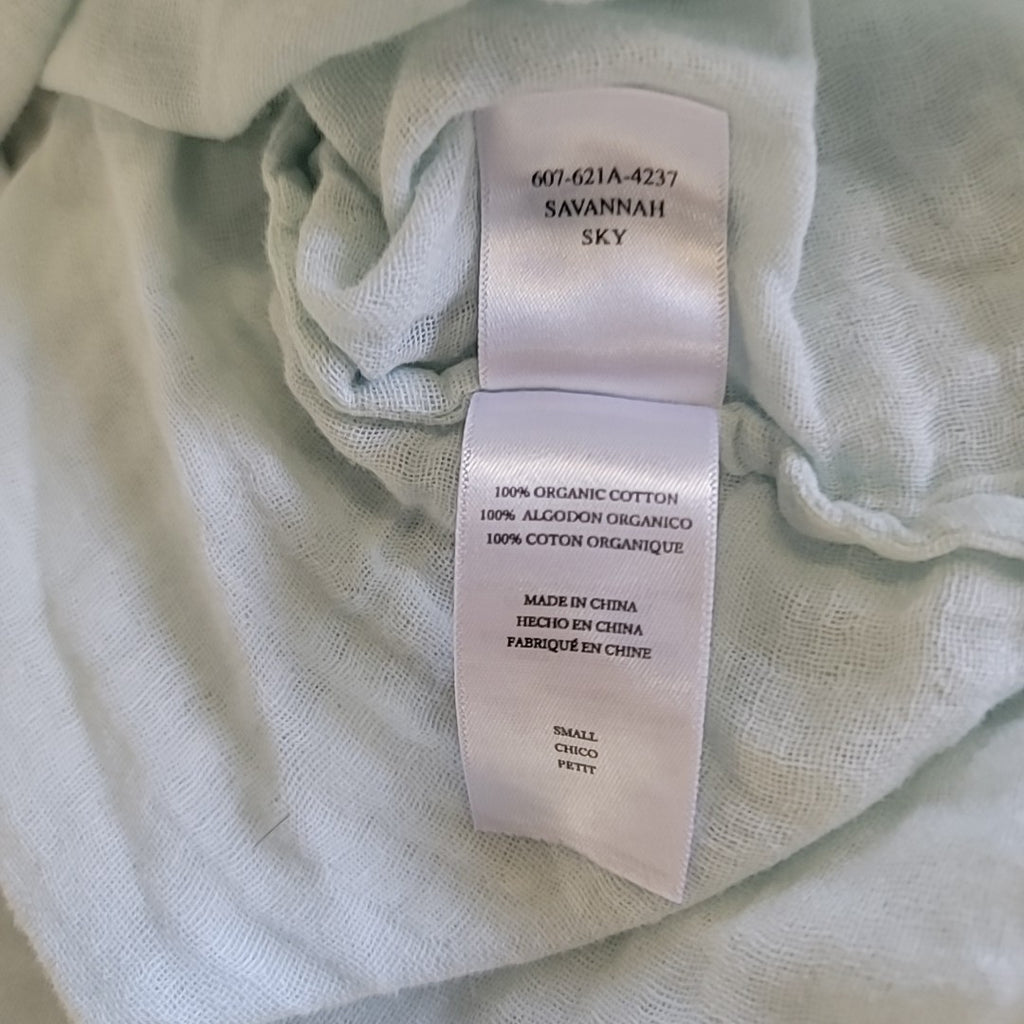 607-621A-4237
SAVANNAH
SKY
100% ORGANIC COTTON
100% ALGODON ORGANICO
100% COTON ORGANIQUE
MADE IN CHINA
HECHO EN CHINA
FABRIQUÉ EN CHINE
SMALL
CHICO
PETIT